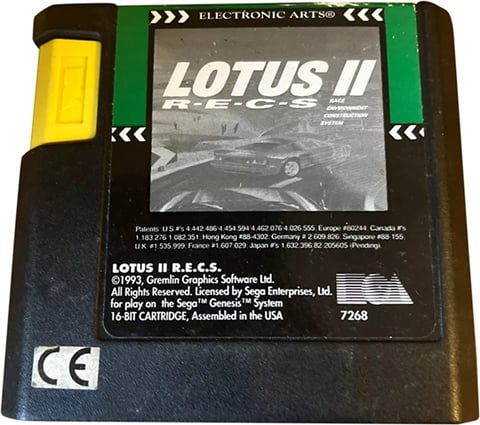 ELECTRONIC ARTS®
LOTUS II
R-E-C-S
RACE
ENVIRONMENT
CONSTRUCTION
SYSTEM
Patents: U.S.#'s 4.442.486/4.454.594/4.462.076/4.026.555; Europe #80244; Canada #'s
1.183.276/1.082.351; Hong Kong #88-4302; Germany # 2.609.826; Singapore #88-155;
U.K. #1.535.999; France #1.607.029; Japan #'s 1.632.396/82-205605 (Pending).
LOTUS II R.E.C.S.
©1993, Gremlin Graphics Software Ltd.
All Rights Reserved. Licensed by Sega Enterprises, Ltd.
for play on the Sega™ Genesis™ System
16-BIT CARTRIDGE, Assembled in the USA
7268
CE